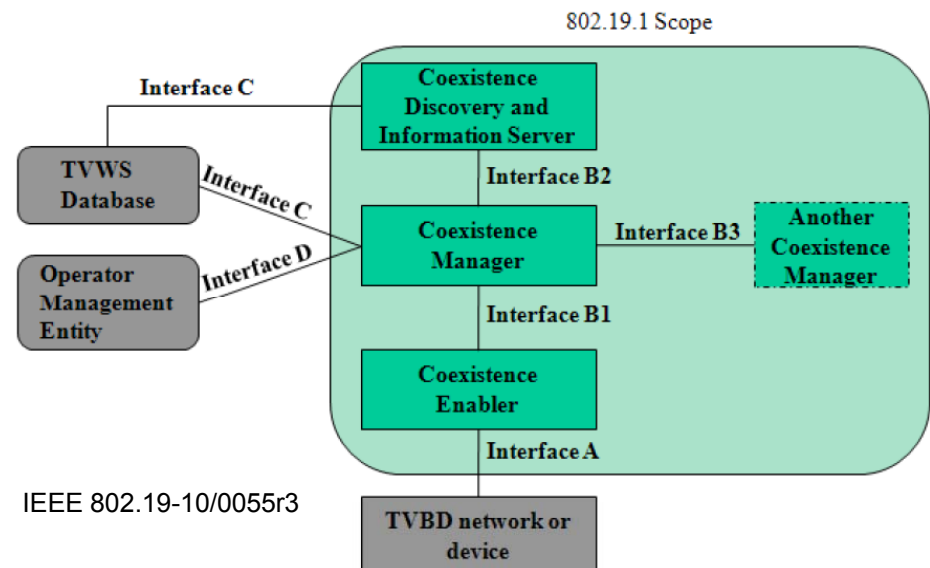 802.19.1 Scope
Interface C
Coexistence
Discovery and
Information Server
TVWS
Database
Interface C
Interface B2
Coexistence
Manager
Interface B3
Another
Coexistence
Manager
Operator
Management
Entity
Interface D
Interface B1
Coexistence
Enabler
Interface A
IEEE 802.19-10/0055r3
TVBD network or
device